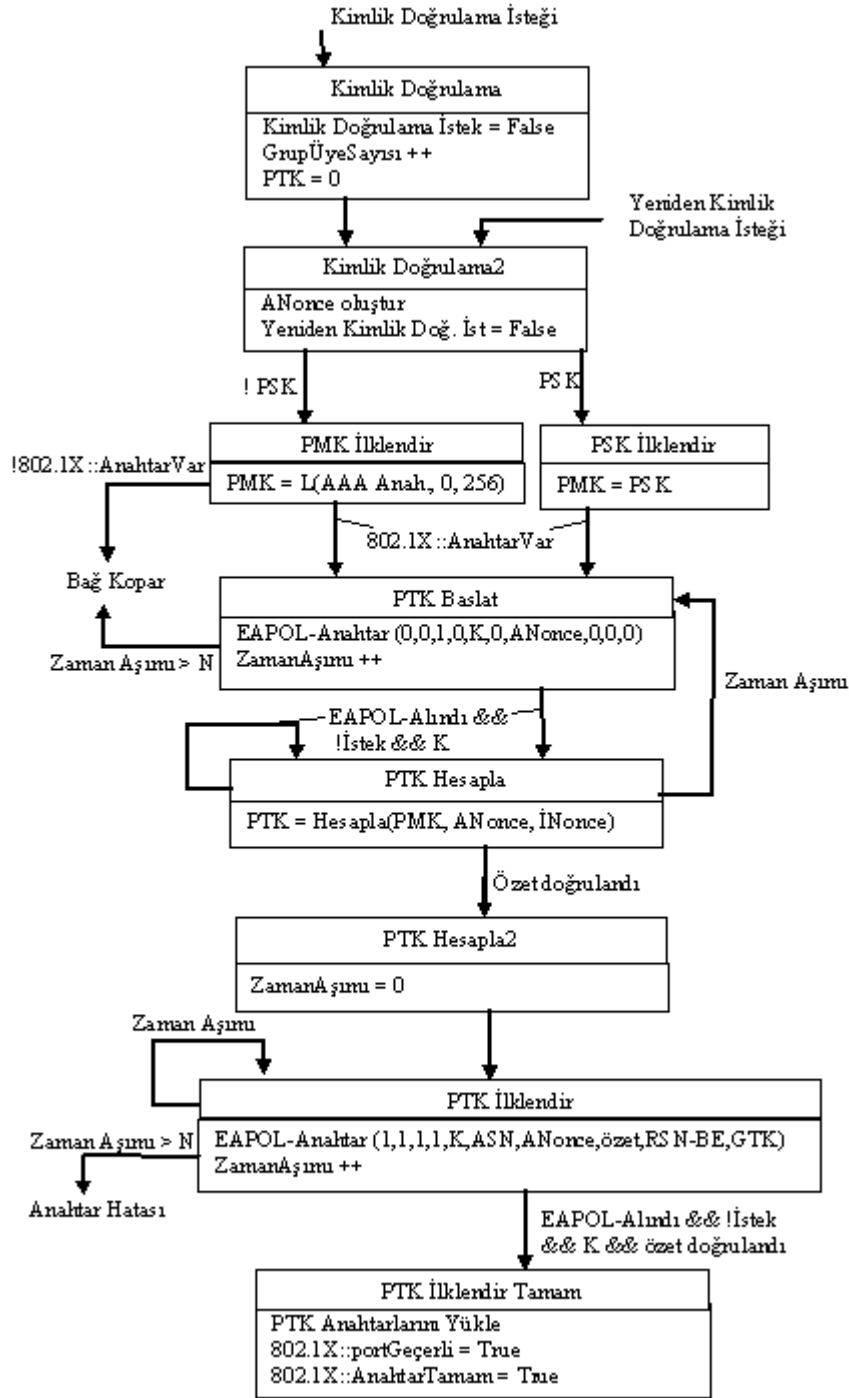 Kimlik Doğrulama İsteği
Kimlik Doğrulama
Kimlik Doğrulama İstek = False
GrupÜyeSayısı ++
PTK = 0
Yeniden Kimlik
Doğrulama İsteği
Kimlik Doğrulama2
ANonce oluştur
Yeniden Kimlik Doğ. İst = False
! PSK
PSK
PMK İlklendir
PSK İlklendir
!802.1X::AnahtarVar
PMK = L(AAA Anah., 0, 256)
PMK = PSK
802.1X::AnahtarVar
Bağ Kopar
PTK Baslat
EAPOL-Anahtar (0,0,1,0,K,0,ANonce,0,0,0)
ZamanAşımı ++
Zaman Aşımı > N
Zaman Aşımı
EAPOL-Alındı &&
!İstek && K
PTK Hesapla
PTK = Hesapla(PMK, ANonce, İNonce)
Özet doğrulandı
PTK Hesapla2
ZamanAşımı = 0
Zaman Aşımı
PTK İlklendir
Zaman Aşımı > N
EAPOL-Anahtar (1,1,1,1,K,ASN,ANonce,özet,RSN-BE,GTK)
ZamanAşımı ++
Anahtar Hatası
EAPOL-Alındı && !İstek
&& K && özet doğrulandı
PTK İlklendir Tamam
PTK Anahtarlarını Yükle
802.1X::portGeçerli = True
802.1X::AnahtarTamam = True